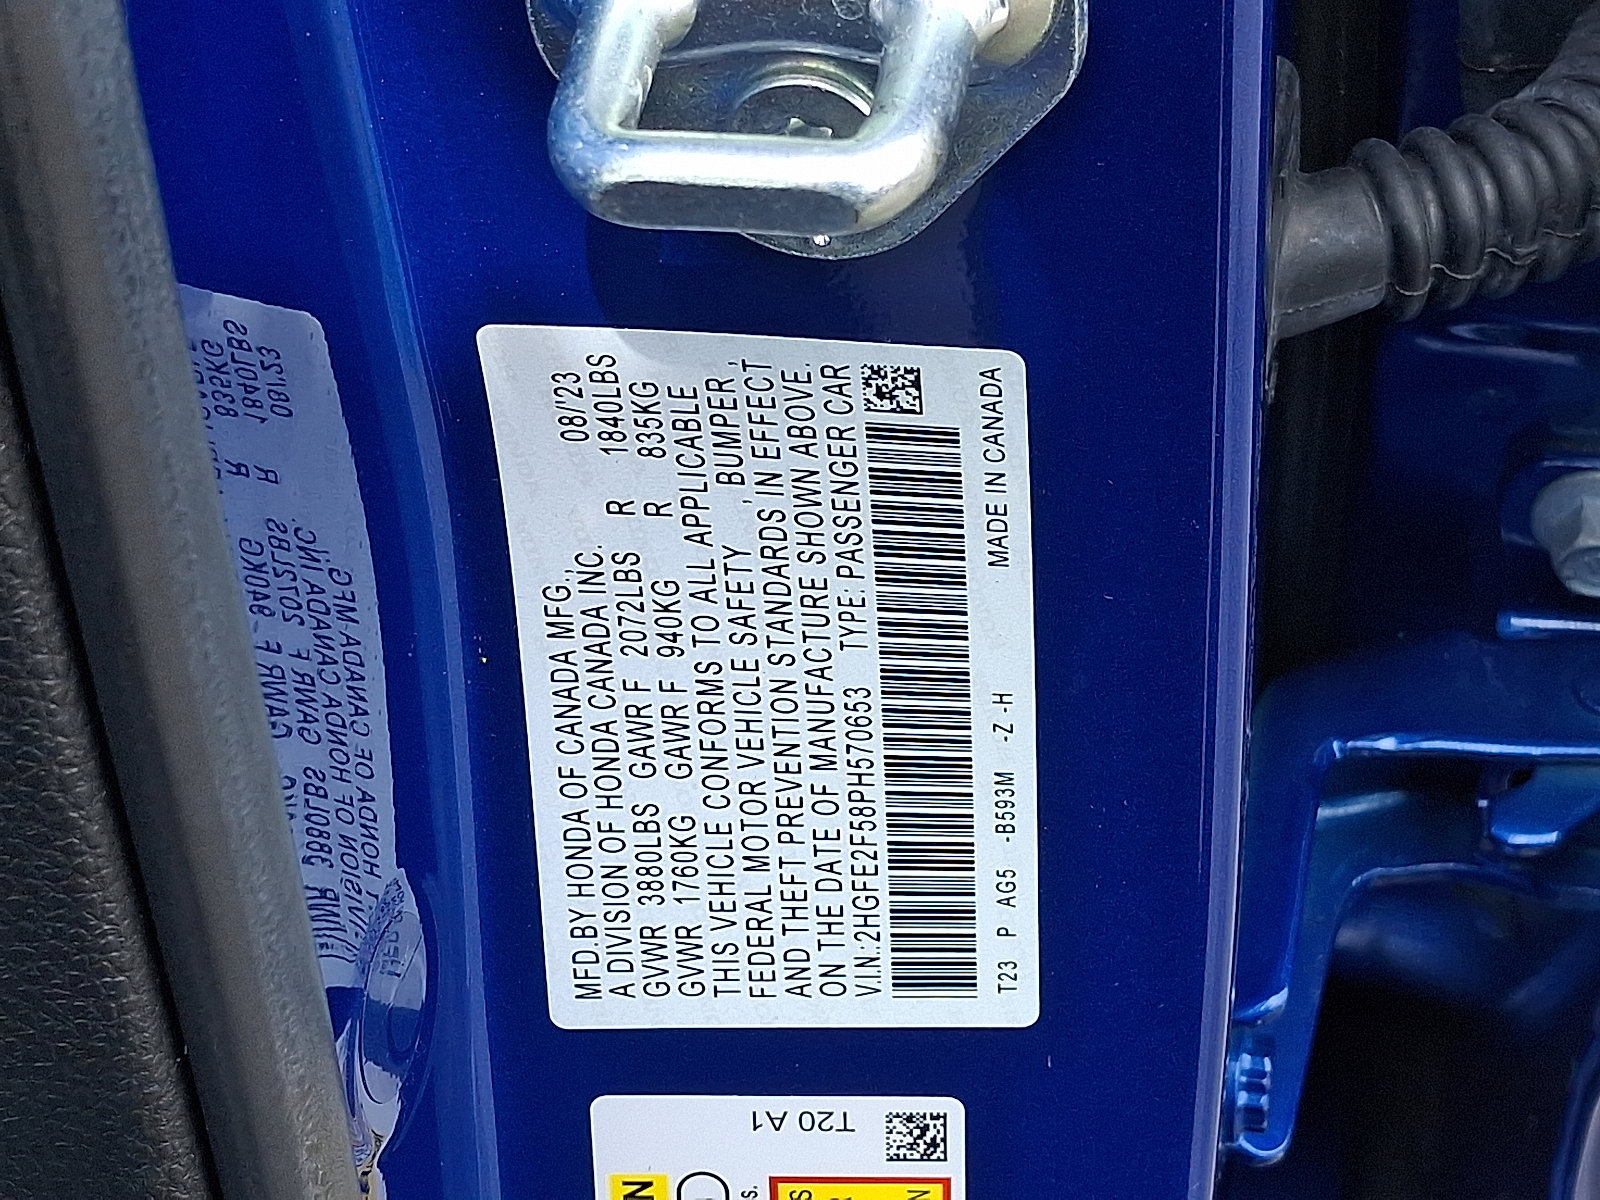 MFD.BY HONDA OF CANADA MFG., 08/'23
A DIVISION OF HONDA CANADA INC.
GVWR 3880LBS GAWR F 2072LBS R 1840LBS
GVWR 1760KG GAWR F 940KG R 835KG
THIS VEHICLE CONFORMS TO ALL APPLICABLE
FEDERAL MOTOR VEHICLE SAFETY , BUMPER ,
AND THEFT PREVENTION STANDARDS IN EFFECT
ON THE DATE OF MANUFACTURE SHOWN ABOVE.
V.I.N.:2HGFE2F58PH570653 TYPE: PASSENGER CAR
T23 P AG5 -B593M -Z -H MADE IN CANADA
T20 A1